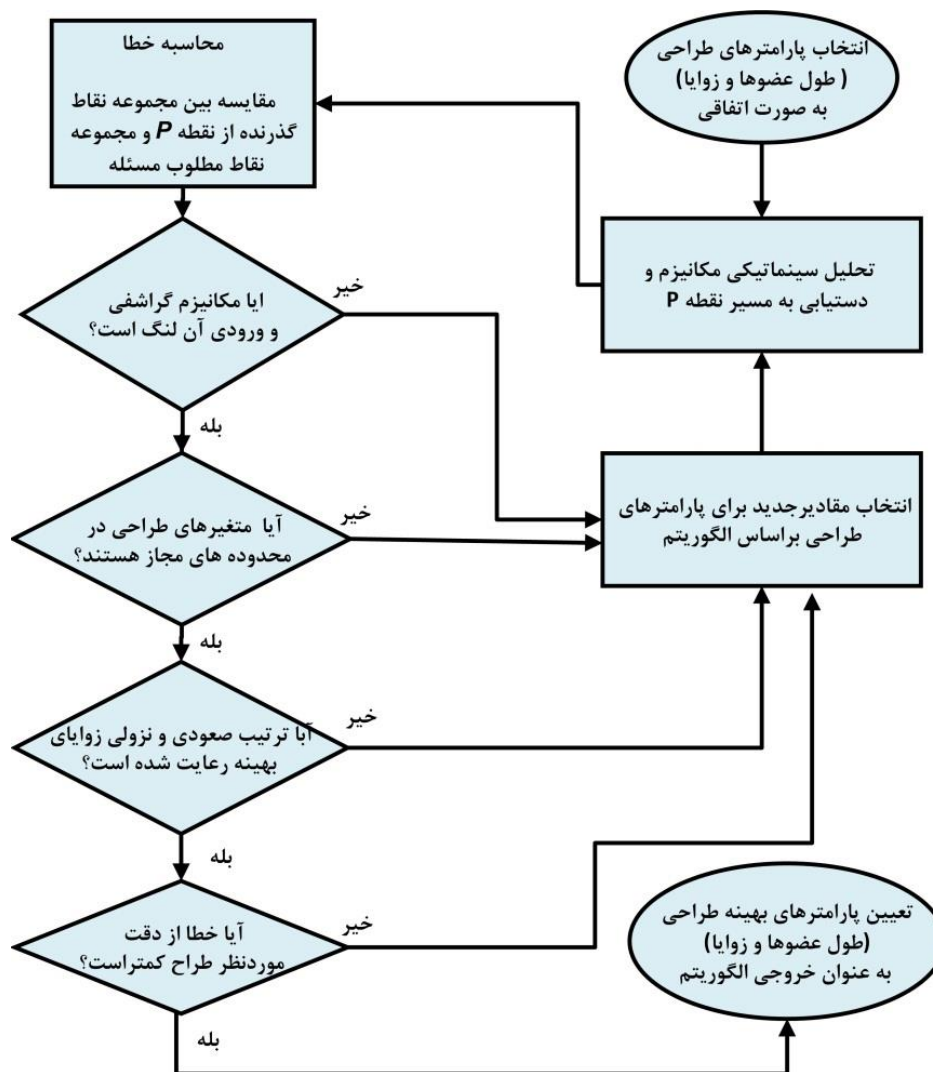 انتخاب پارامترهای طراحی
( طول عضوها و زوایا)
به صورت اتفاقی
تحلیل سینماتیکی مکانیزم و
دستیابی به مسیر نقطه P
محاسبه خطا
مقایسه بین مجموعه نقاط
گذرنده از نقطه P و مجموعه
نقاط مطلوب مسئله
ایا مکانیزم گراشفی
و ورودی آن لنگ است؟
خیر
بله
آیا متغیرهای طراحی در
محدوده های مجاز هستند؟
خیر
بله
انتخاب مقادیرجدید برای پارامترهای
طراحی براساس الگوریتم
آبا ترتیب صعودی و نزولی زوایای
بهینه رعایت شده است؟
خیر
بله
آیا خطا از دقت
موردنظر طراح کمتراست؟
خیر
بله
تعیین پارامترهای بهینه طراحی
(طول عضوها و زوایا)
به عنوان خروجی الگوریتم